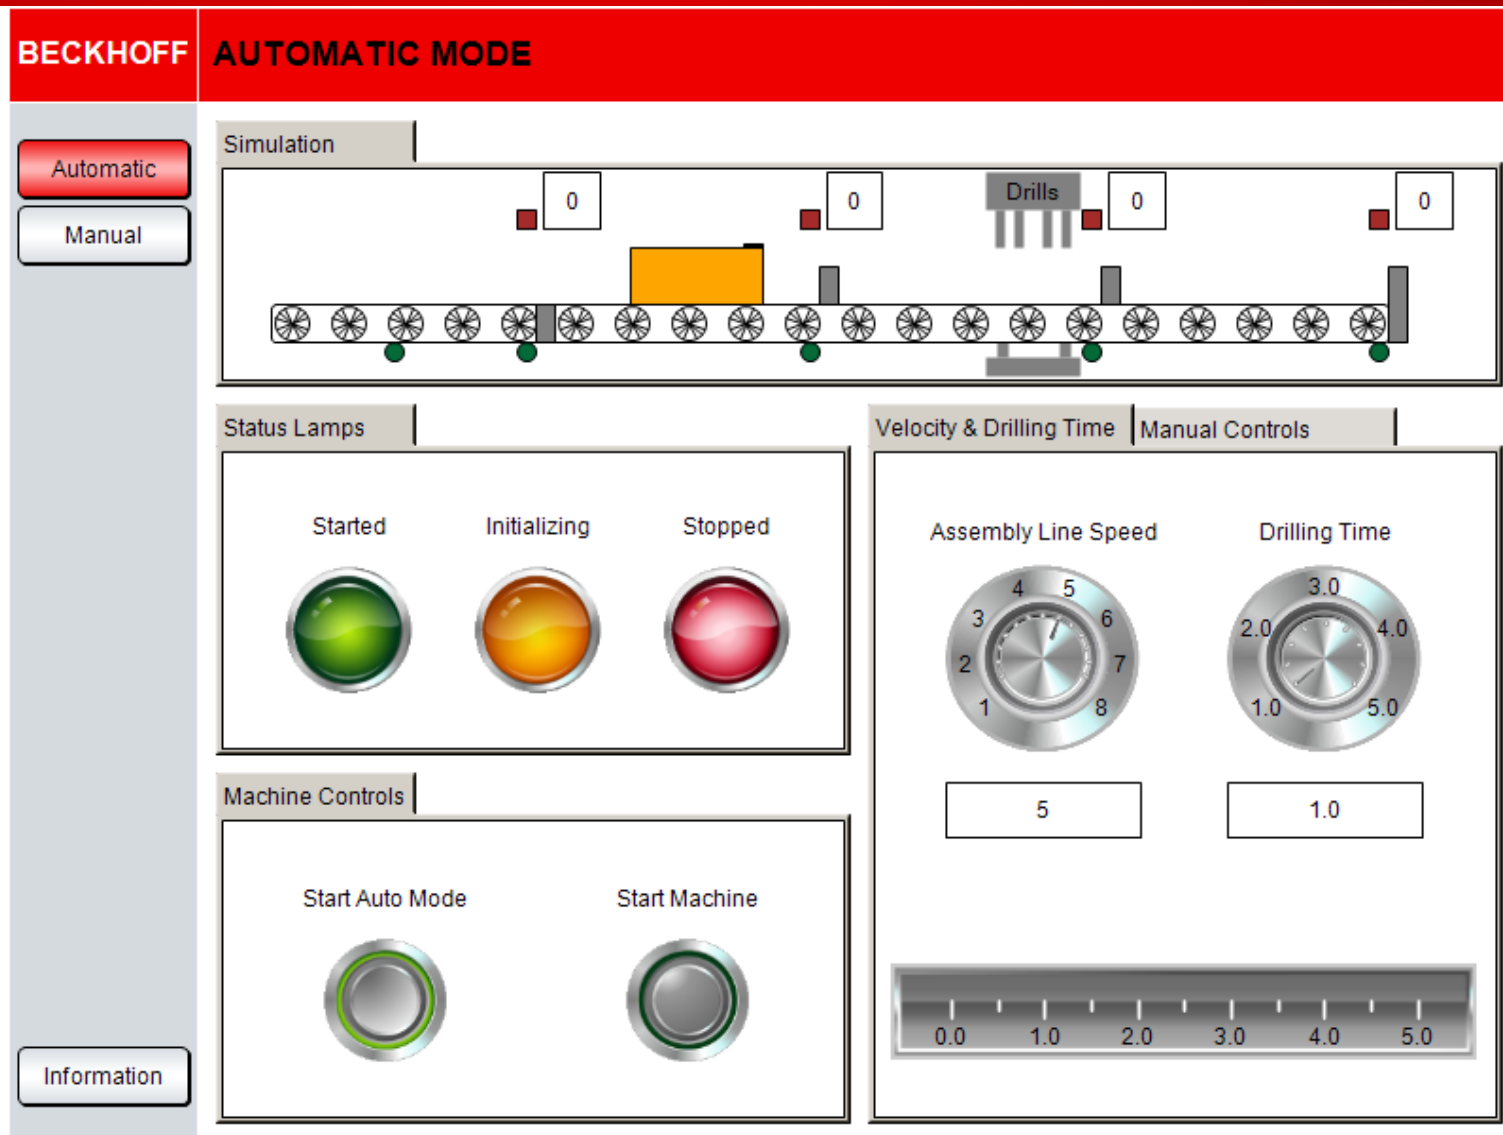 BECKHOFF AUTOMATIC MODE
Automatic
Manual
Information
Simulation
0 0 Drills 0 0
Status Lamps
Started Initializing Stopped
Machine Controls
Start Auto Mode Start Machine
Velocity & Drilling Time Manual Controls
Assembly Line Speed Drilling Time
1 2 3 4 5 6 7 8
1.0 2.0 3.0 4.0 5.0
5 1.0
0.0 1.0 2.0 3.0 4.0 5.0